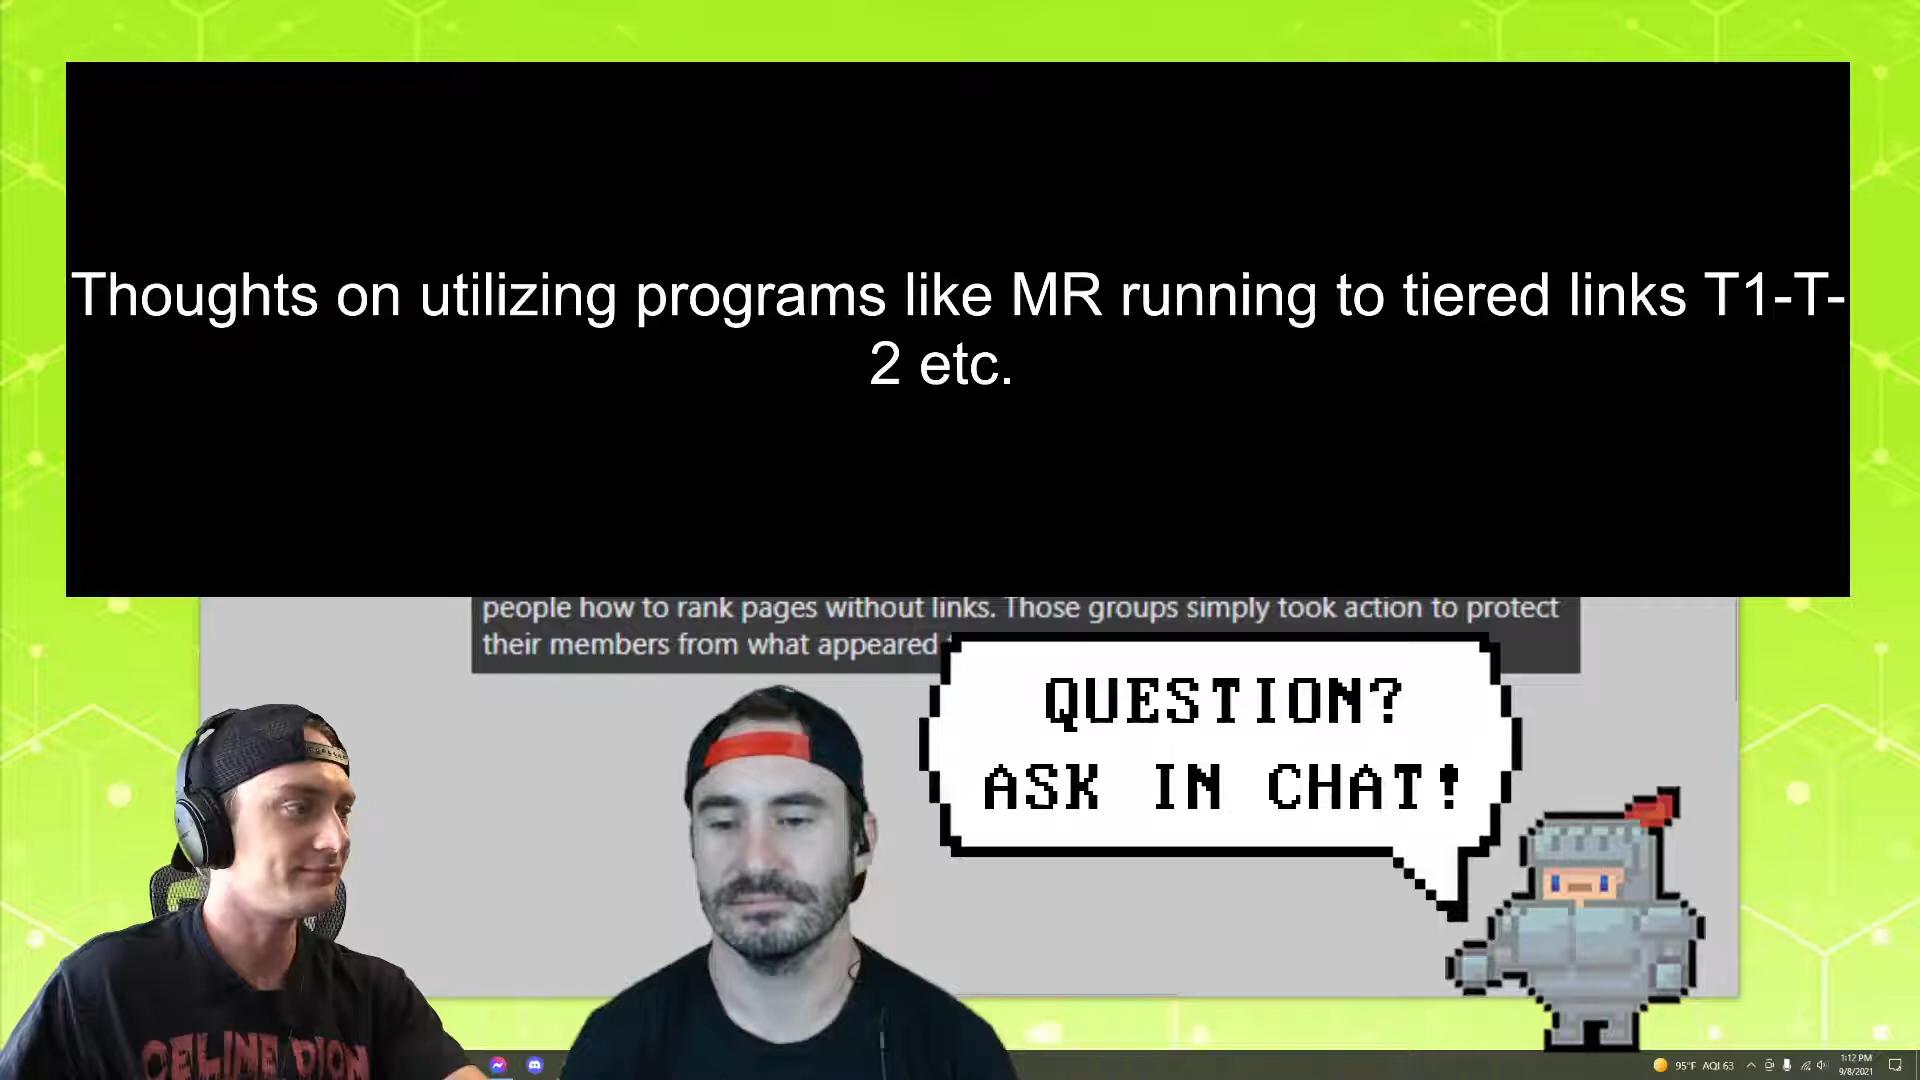 Thoughts on utilizing programs like MR running to tiered links T1-T-
2 etc.
people how to rank pages without links. Those groups simply took action to protect
their members from what appeared
QUESTION?
ASK IN CHAT!
CELINE DION
95°F AQI 63
1:12 PM
9/8/2021